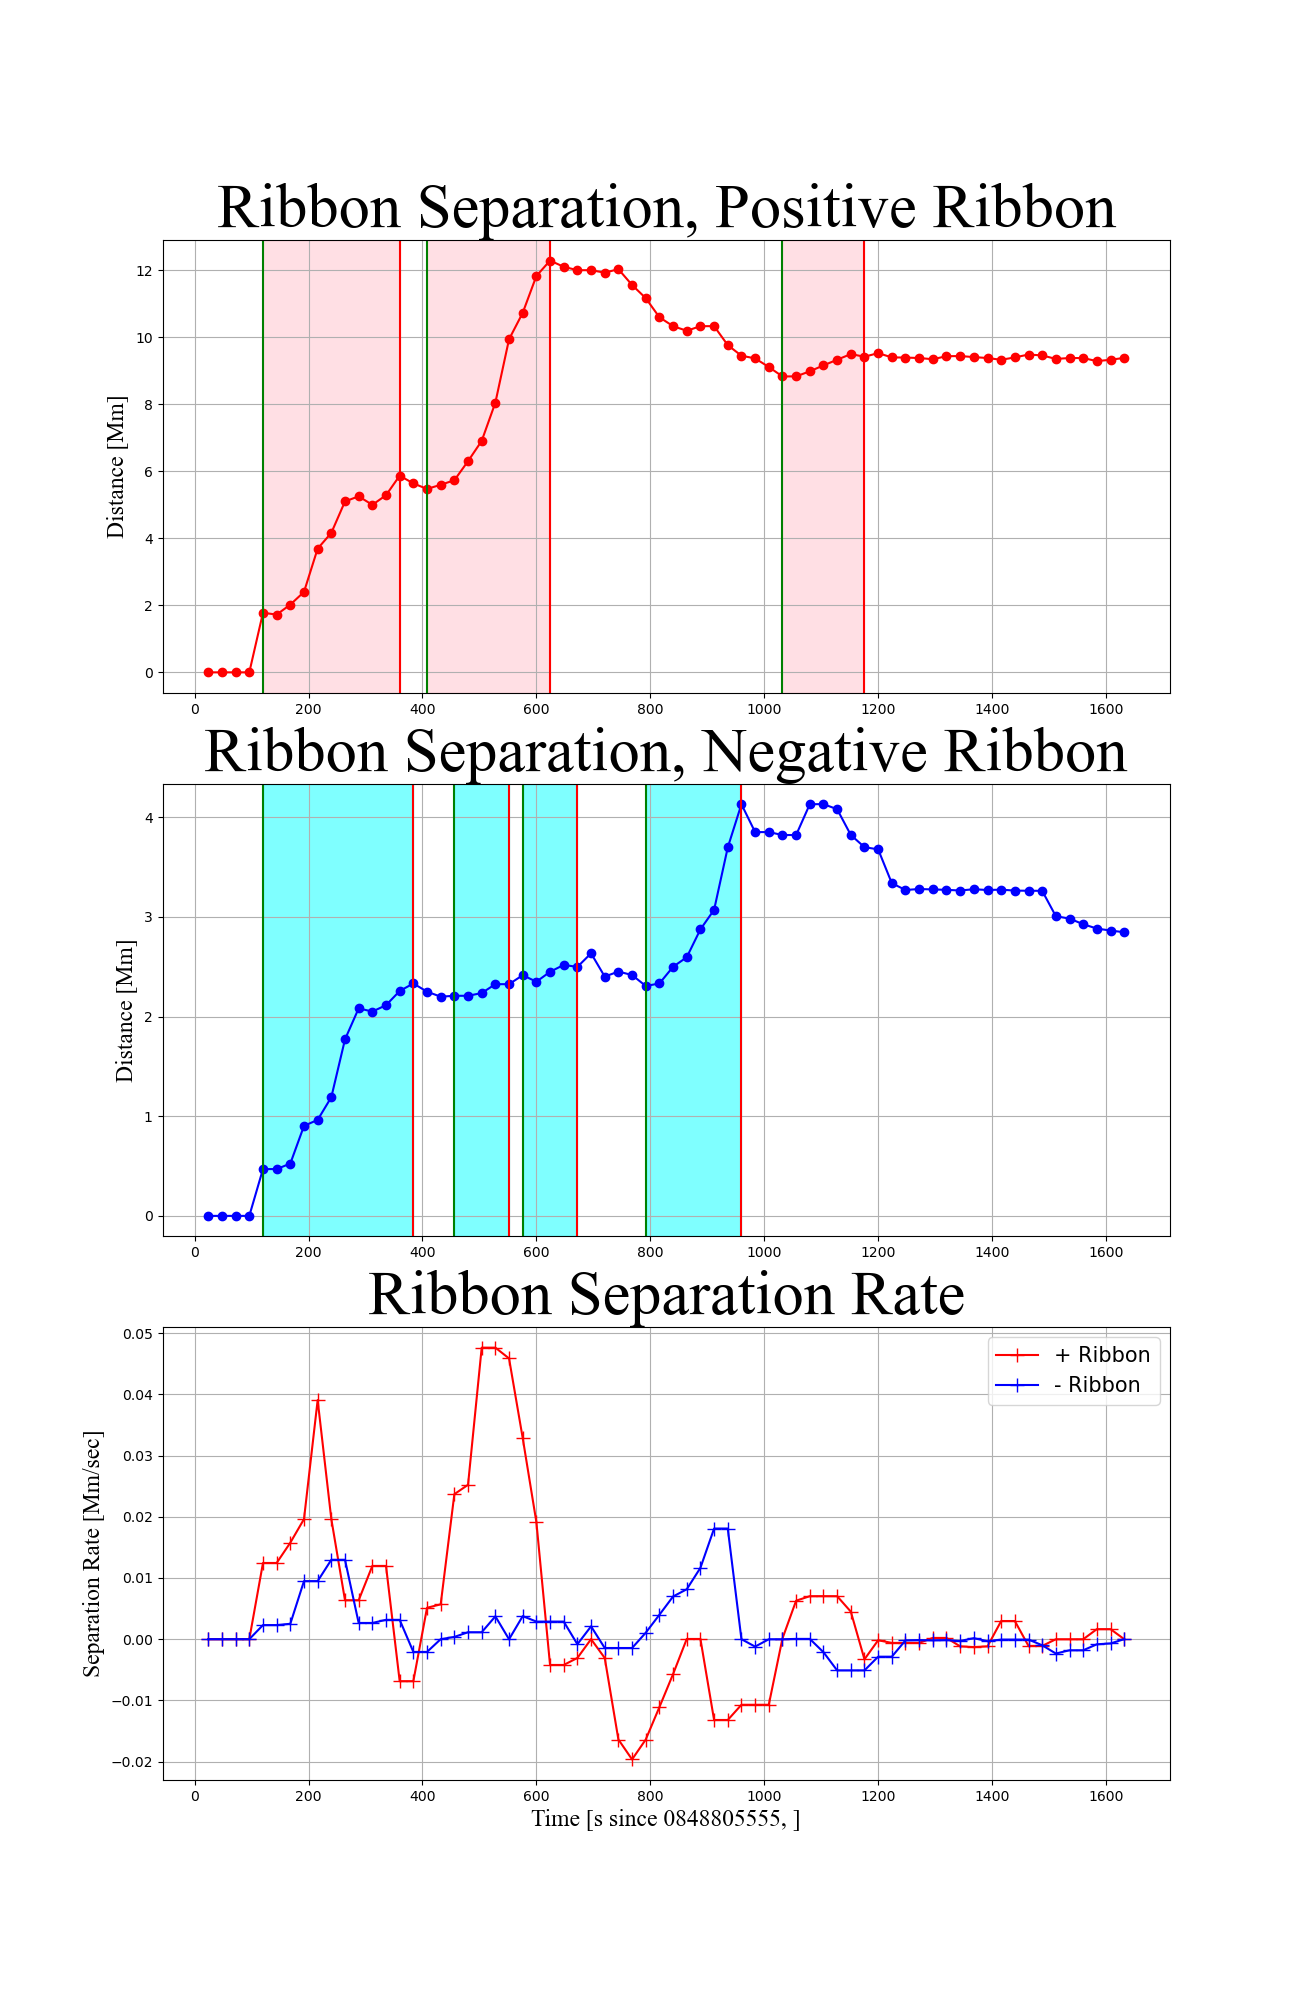 Ribbon Separation, Positive Ribbon
12
10
8
6
4
2
0
Distance [Mm]
0 200 400 600 800 1000 1200 1400 1600
Ribbon Separation, Negative Ribbon
4
3
2
1
0
Distance [Mm]
0 200 400 600 800 1000 1200 1400 1600
Ribbon Separation Rate
0.05
0.04
0.03
0.02
0.01
0.00
−0.01
−0.02
Separation Rate [Mm/sec]
+ Ribbon
- Ribbon
0 200 400 600 800 1000 1200 1400 1600
Time [s since 0848805555, ]